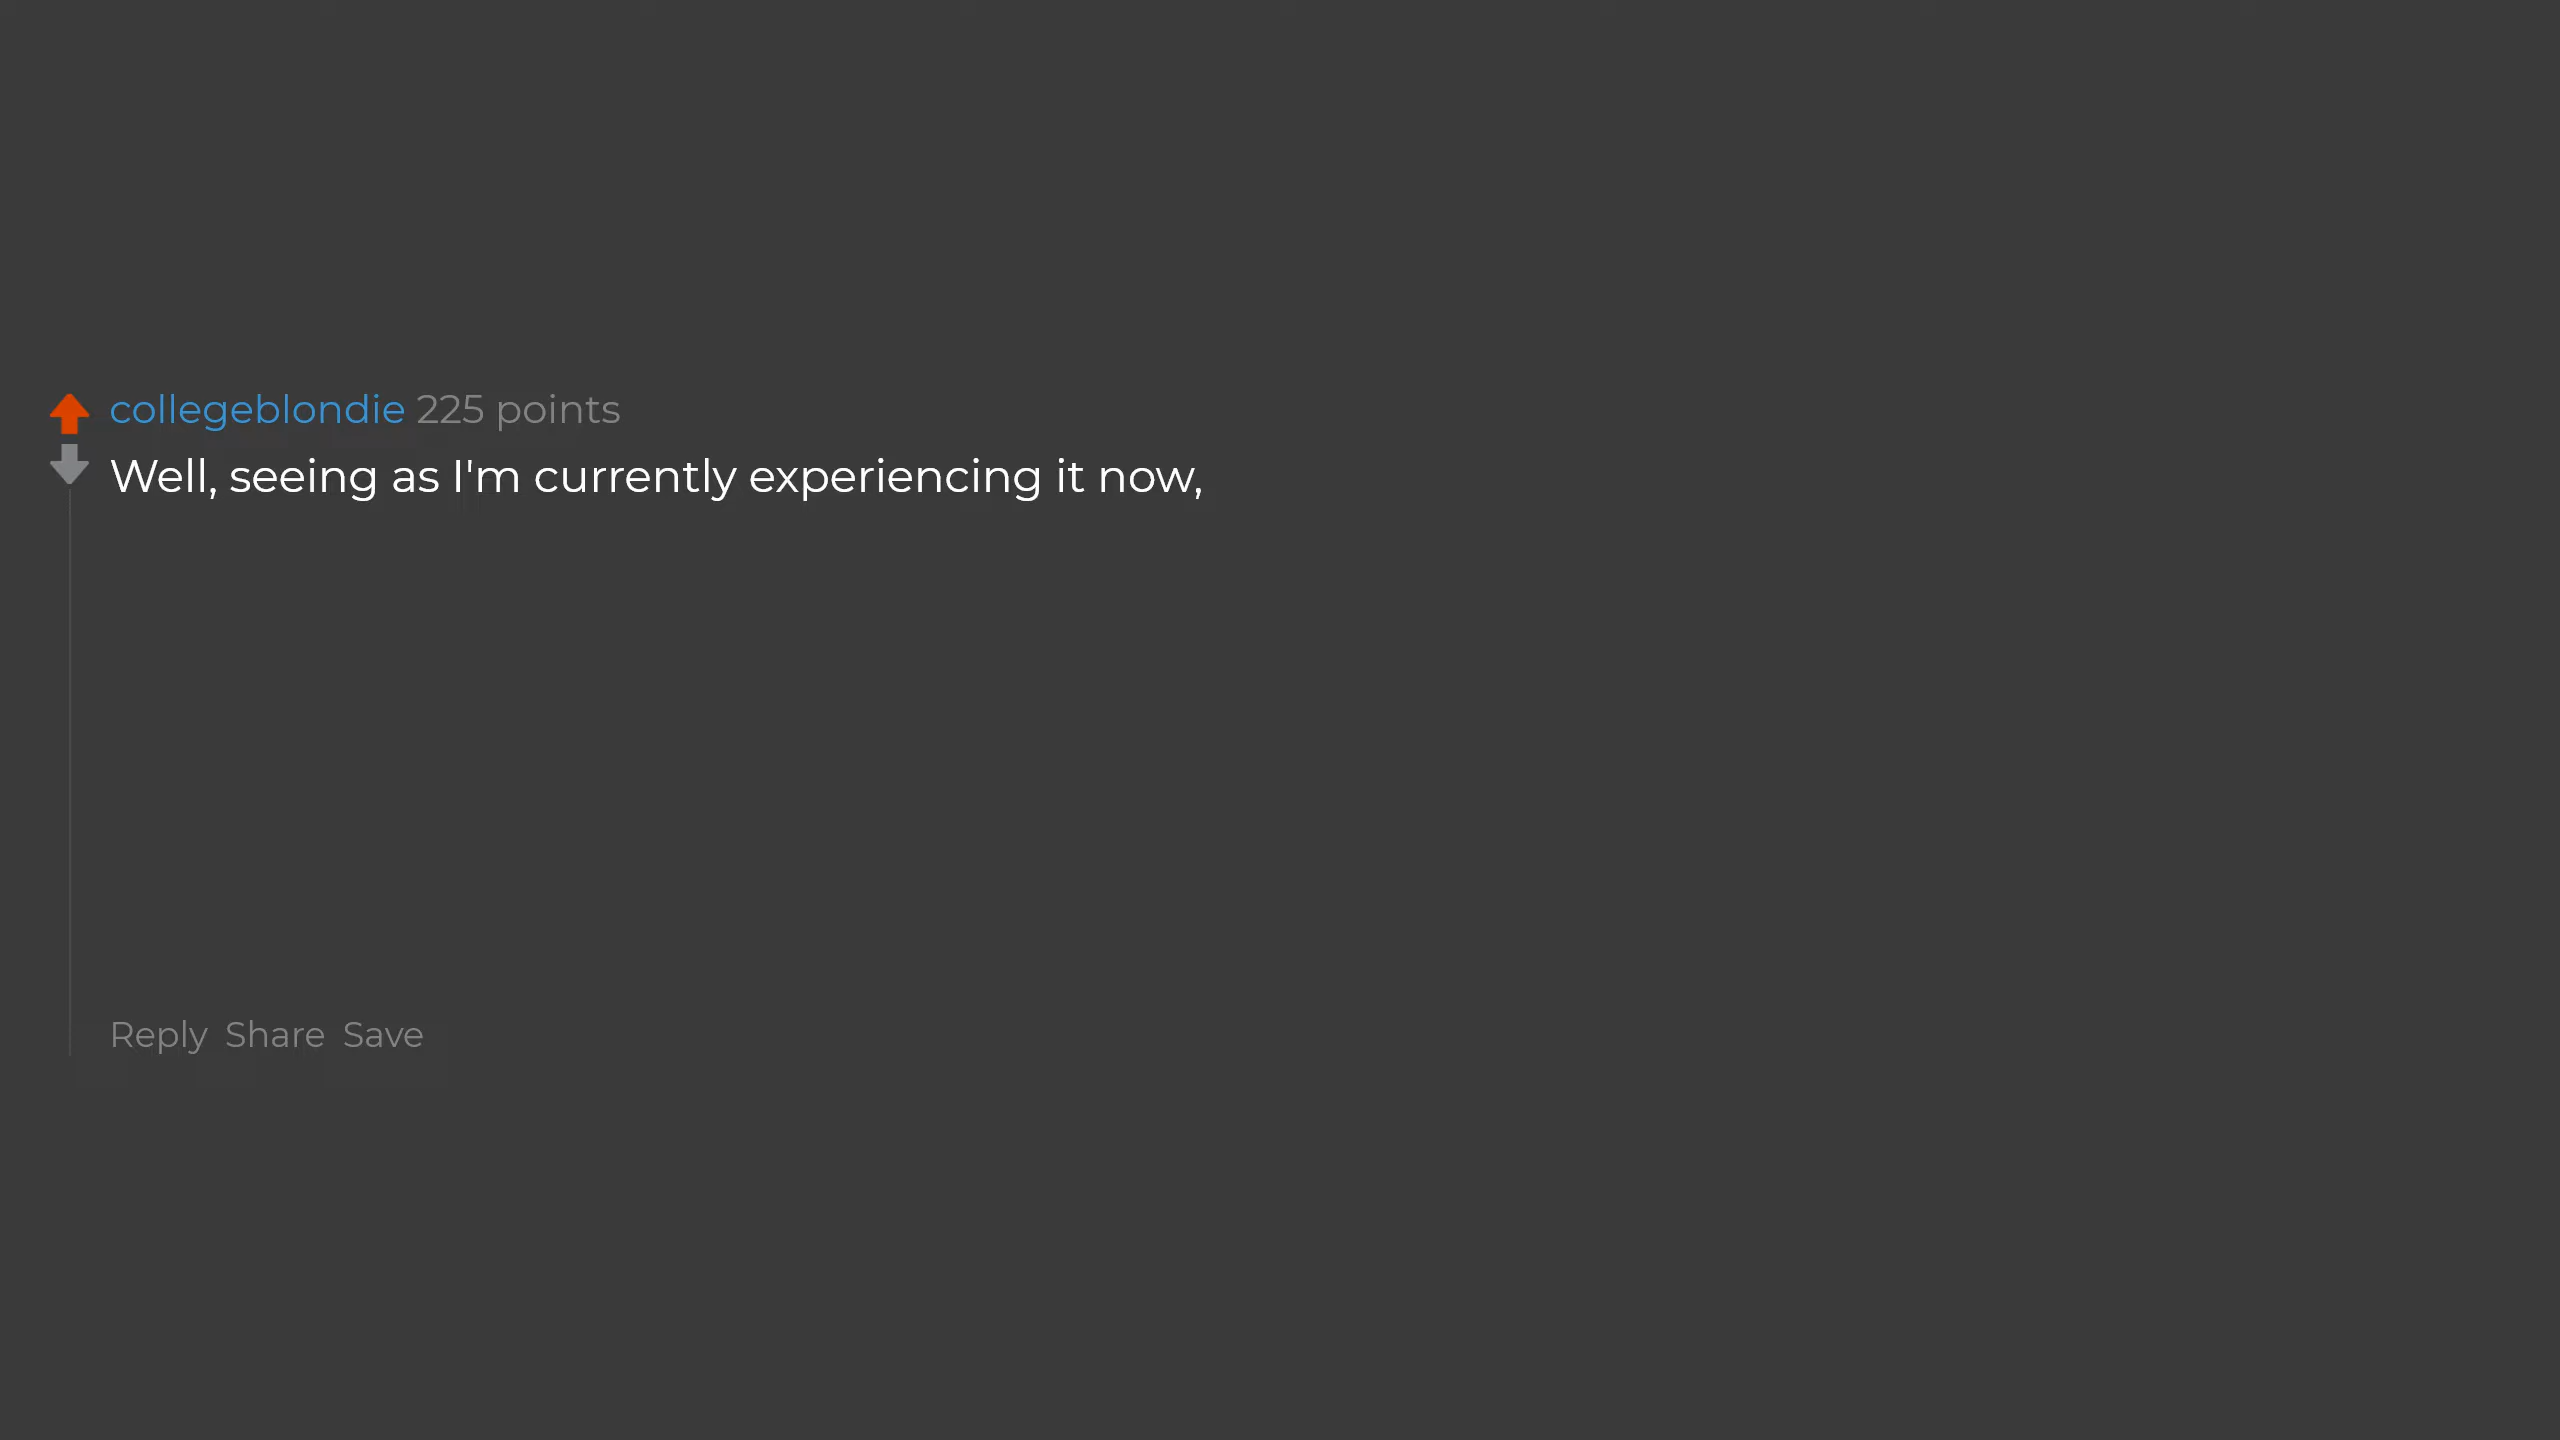 collegeblondie 225 points
Well, seeing as I'm currently experiencing it now,
Reply Share Save